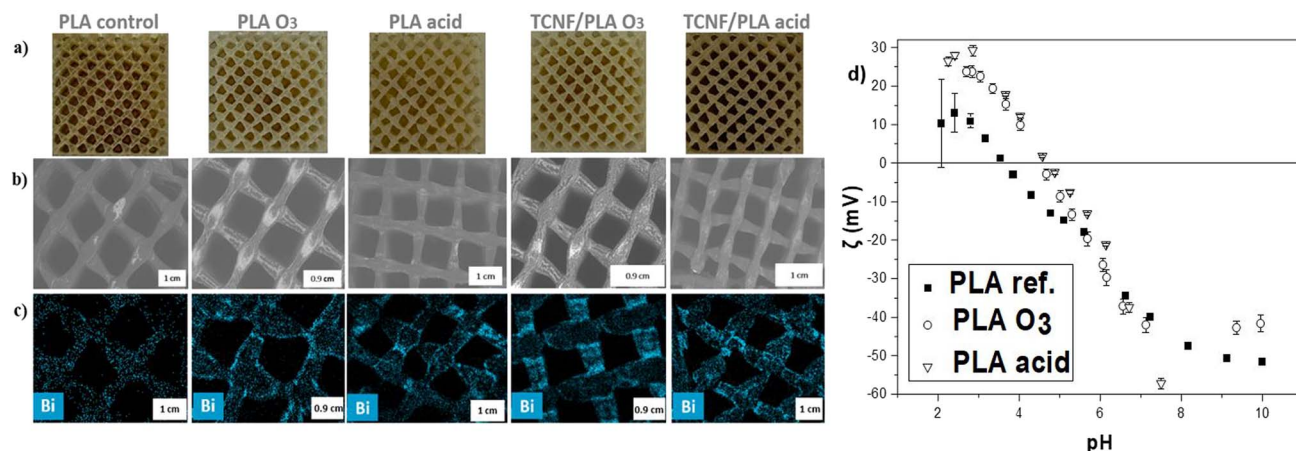 PLA control PLA O3 PLA acid TCNF/PLA O3 TCNF/PLA acid
a)
b)
1 cm 0.9 cm 1 cm 0.9 cm 1 cm
c)
Bi 1 cm Bi 0.9 cm Bi 1 cm Bi 0.9 cm Bi 1 cm
d)
30
20
10
0
-10
-20
-30
-40
-50
-60
ζ (mV)
PLA ref.
PLA O3
PLA acid
2 4 6 8 10
pH